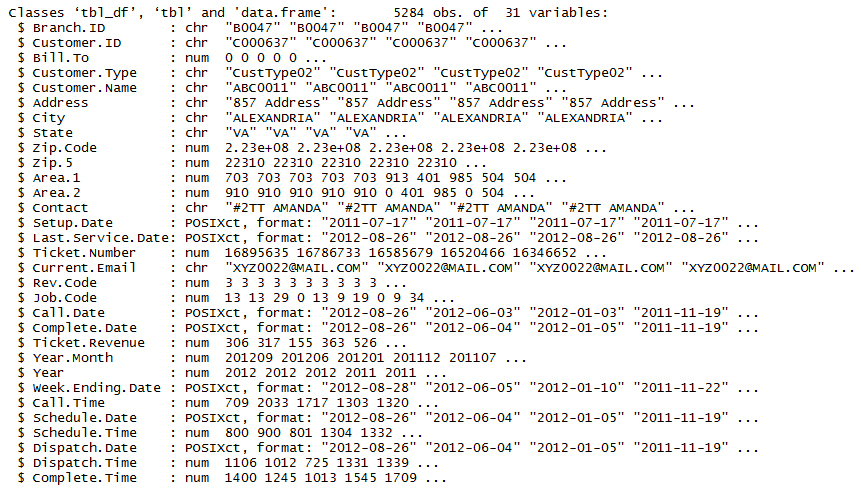 Classes ‘tbl_df’, ‘tbl’ and 'data.frame':       5284 obs. of  31 variables:
 $ Branch.ID        : chr  "B0047" "B0047" "B0047" "B0047" ...
 $ Customer.ID      : chr  "C000637" "C000637" "C000637" "C000637" ...
 $ Bill.To          : num  0 0 0 0 0 ...
 $ Customer.Type    : chr  "CustType02" "CustType02" "CustType02" "CustType02" ...
 $ Customer.Name    : chr  "ABC0011" "ABC0011" "ABC0011" "ABC0011" ...
 $ Address          : chr  "857 Address" "857 Address" "857 Address" "857 Address" ...
 $ City             : chr  "ALEXANDRIA" "ALEXANDRIA" "ALEXANDRIA" "ALEXANDRIA" ...
 $ State            : chr  "VA" "VA" "VA" "VA" ...
 $ Zip.Code         : num  2.23e+08 2.23e+08 2.23e+08 2.23e+08 2.23e+08 ...
 $ Zip.5            : num  22310 22310 22310 22310 22310 ...
 $ Area.1           : num  703 703 703 703 703 913 401 985 504 504 ...
 $ Area.2           : num  910 910 910 910 910 0 401 985 0 504 ...
 $ Contact          : chr  "#2TT AMANDA" "#2TT AMANDA" "#2TT AMANDA" "#2TT AMANDA" ...
 $ Setup.Date       : POSIXct, format: "2011-07-17" "2011-07-17" "2011-07-17" "2011-07-17" ...
 $ Last.Service.Date: POSIXct, format: "2012-08-26" "2012-08-26" "2012-08-26" "2012-08-26" ...
 $ Ticket.Number    : num  16895635 16786733 16585679 16520466 16346652 ...
 $ Current.Email    : chr  "XYZ0022@MAIL.COM" "XYZ0022@MAIL.COM" "XYZ0022@MAIL.COM" "XYZ0022@MAIL.COM" ...
 $ Rev.Code         : num  3 3 3 3 3 3 3 3 3 3 ...
 $ Job.Code         : num  13 13 29 0 13 9 19 0 9 34 ...
 $ Call.Date        : POSIXct, format: "2012-08-26" "2012-06-03" "2012-01-03" "2011-11-19" ...
 $ Complete.Date    : POSIXct, format: "2012-08-26" "2012-06-04" "2012-01-05" "2011-11-19" ...
 $ Ticket.Revenue   : num  306 317 155 363 526 ...
 $ Year.Month       : num  201209 201206 201201 201112 201107 ...
 $ Year             : num  2012 2012 2012 2011 2011 ...
 $ Week.Ending.Date : POSIXct, format: "2012-08-28" "2012-06-05" "2012-01-10" "2011-11-22" ...
 $ Call.Time        : num  709 2033 1717 1303 1320 ...
 $ Schedule.Date    : POSIXct, format: "2012-08-26" "2012-06-04" "2012-01-05" "2011-11-19" ...
 $ Schedule.Time    : num  800 900 801 1304 1332 ...
 $ Dispatch.Date    : POSIXct, format: "2012-08-26" "2012-06-04" "2012-01-05" "2011-11-19" ...
 $ Dispatch.Time    : num  1106 1012 725 1331 1339 ...
 $ Complete.Time    : num  1400 1245 1013 1545 1709 ...